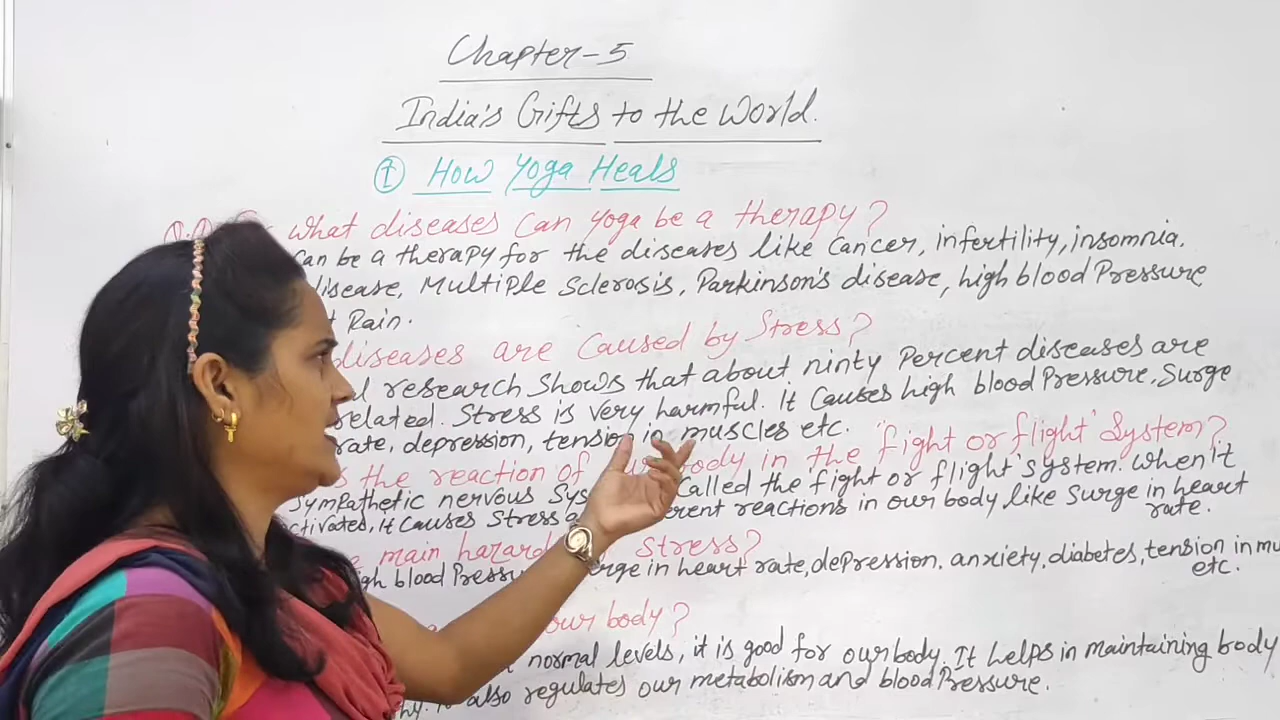 Chapter-5
India's Gifts to the World.
① How Yoga Heals
what diseases can yoga be a therapy?
can be a therapy for the diseases like Cancer, infertility, insomnia.
disease, Multiple Sclerosis, Parkinson's disease, high blood Pressure
Pain.
diseases are caused by Stress?
research shows that about ninty Percent diseases are
related. Stress is very harmful. It causes high blood Pressure, Surge
rate, depression, tension in muscles etc.
the reaction of body in the 'fight or flight' System?
Sympathetic nervous called the fight or flight' system. When it
It causes Stress reactions in our body like surge in heart
rate.
main Stress?
high blood in heart rate, depression, anxiety, diabetes, tension in
etc.
our body?
normal levels, it is good for our body. It helps in maintaining body
also regulates our metabolism and blood Pressure.